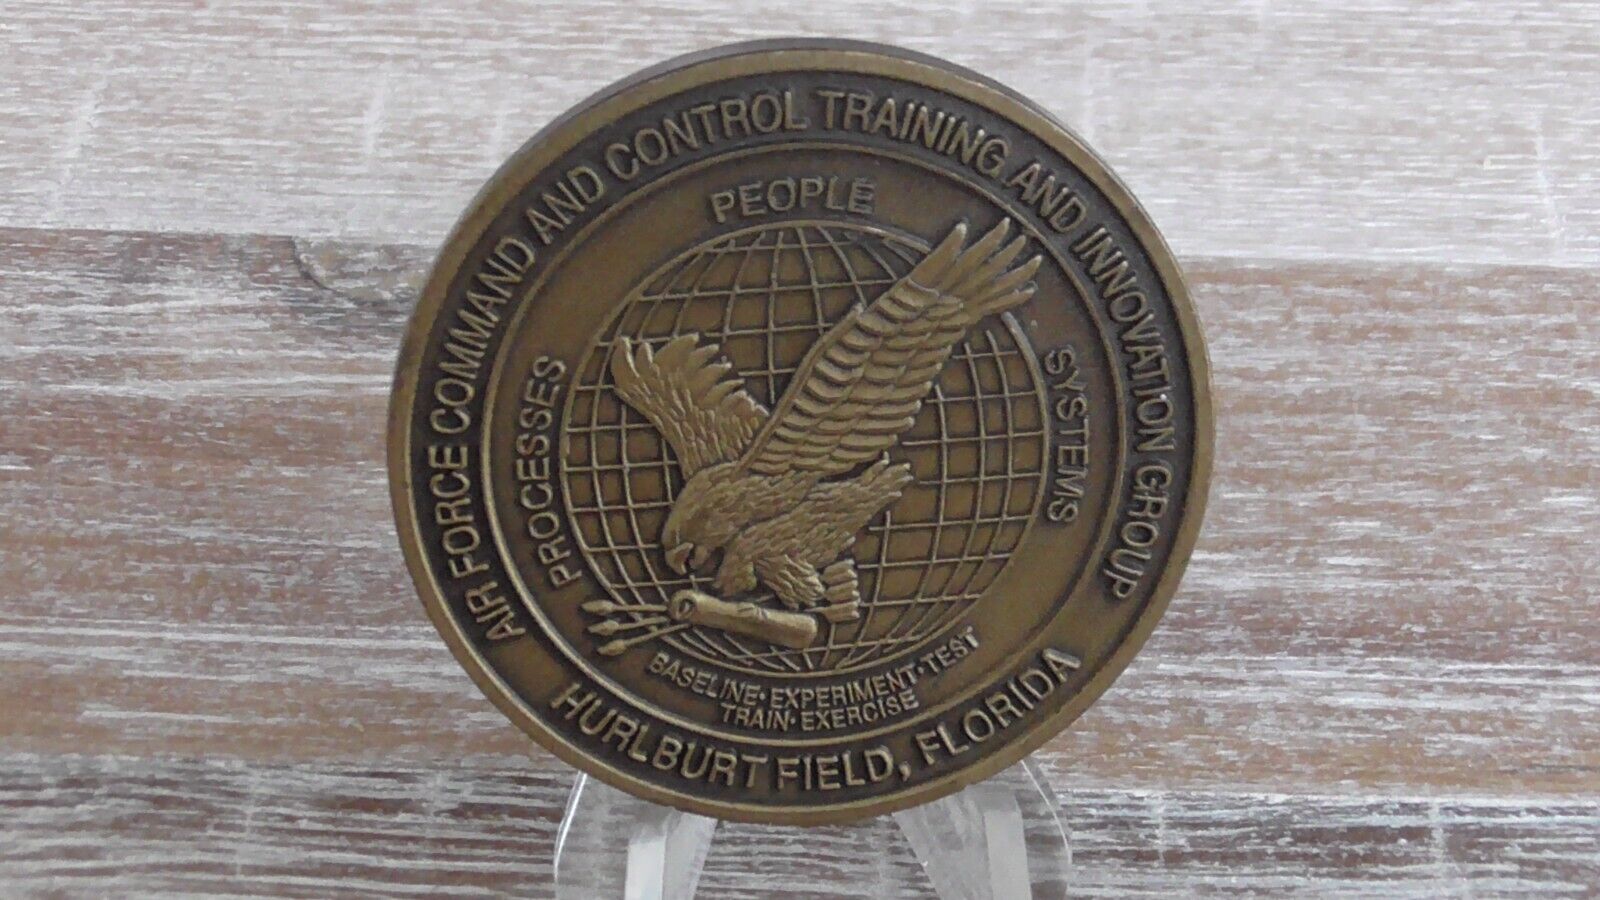 AIR FORCE COMMAND AND CONTROL TRAINING AND INNOVATION GROUP
PEOPLE
PROCESSES
SYSTEMS
BASELINE·EXPERIMENT·TEST
TRAIN·EXERCISE
HURLBURT FIELD, FLORIDA